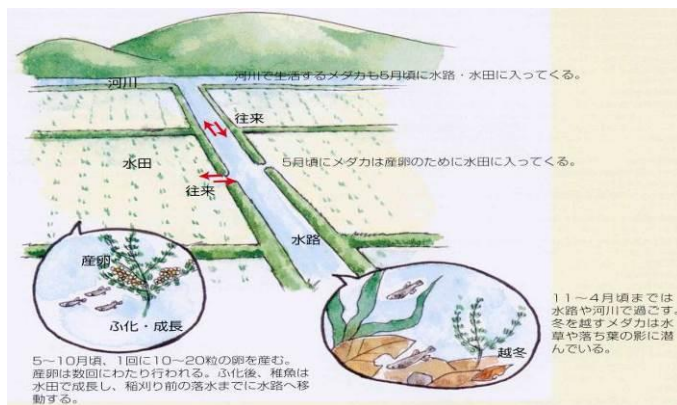 河川
河川で生活するメダカも5月頃に水路・水田に入ってくる。
往来
水田
5月頃にメダカは産卵のために水田に入ってくる。
往来
水路
産卵
ふ化・成長
越冬
11～4月頃までは
水路や河川で過ごす。
冬を越すメダカは水
草や落ち葉の影に潜
んでいる。
5～10月頃、1回に10～20粒の卵を産む。
産卵は数回にわたり行われる。ふ化後、稚魚は
水田で成長し、稲刈り前の落水までに水路へ移
動する。